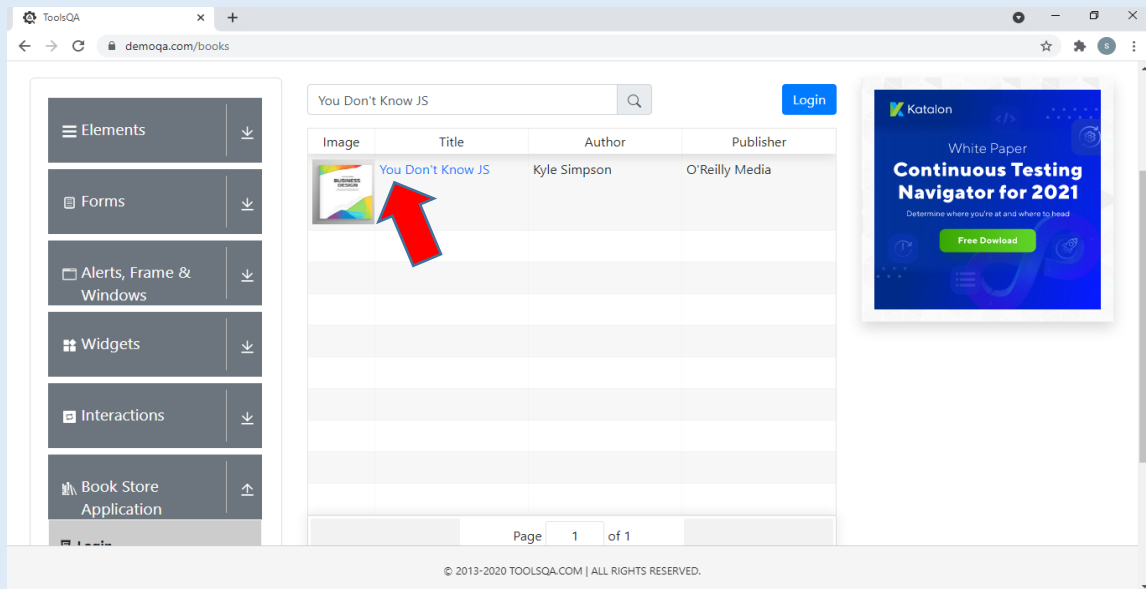 ToolsQA
demoqa.com/books
S
Elements
Forms
Alerts, Frame &
Windows
Widgets
Interactions
Book Store
Application
Login
You Don't Know JS
Login
Image Title Author Publisher
BUSINESS
DESIGN
You Don't Know JS Kyle Simpson O'Reilly Media
Page 1 of 1
Katalon
White Paper
Continuous Testing
Navigator for 2021
Determine where you're at and where to head
Free Dowload
© 2013-2020 TOOLSQA.COM | ALL RIGHTS RESERVED.